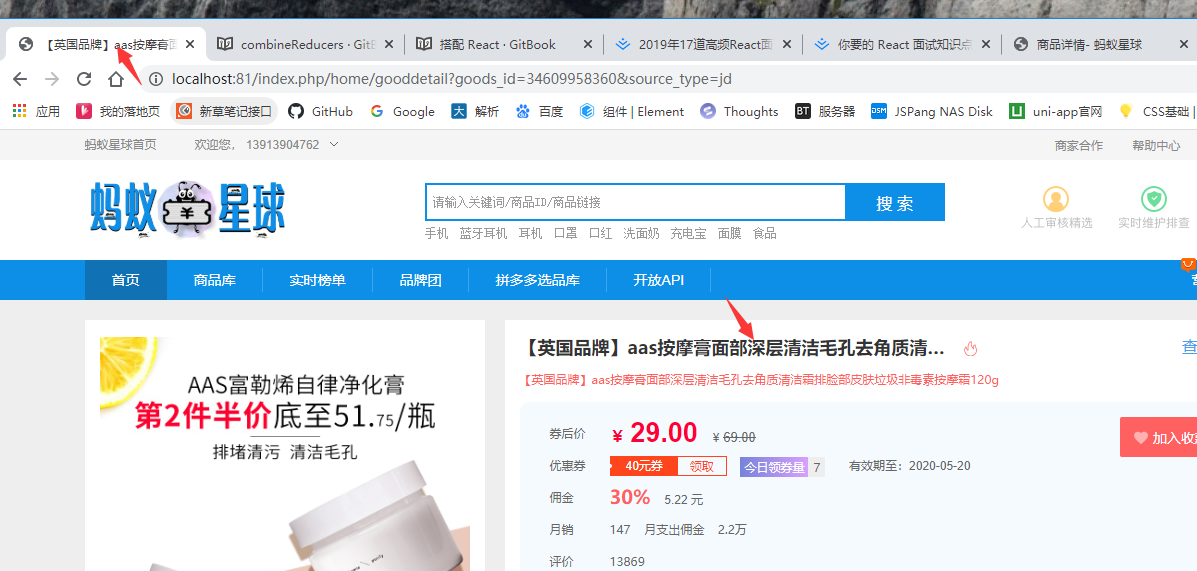 【英国品牌】aas按摩膏面 combineReducers · GitB 搭配 React · GitBook 2019年17道高频React面 你要的 React 面试知识点 商品详情- 蚂蚁星球
localhost:81/index.php/home/gooddetail?goods_id=34609958360&source_type=jd
应用 我的落地页 新草笔记接口 GitHub Google 大 解析 百度 组件 | Element Thoughts BT 服务器 DSM JSPang NAS Disk uni-app官网 CSS基础 |
蚂蚁星球首页 欢迎您, 13913904762 商家合作 帮助中心
蚂蚁 ¥ 星球
请输入关键词/商品ID/商品链接 搜 索
人工审核精选 实时维护排查
手机 蓝牙耳机 耳机 口罩 口红 洗面奶 充电宝 面膜 食品
首页 商品库 实时榜单 品牌团 拼多多选品库 开放API
【英国品牌】aas按摩膏面部深层清洁毛孔去角质清... 查
【英国品牌】aas按摩膏面部深层清洁毛孔去角质清洁霜排脸部皮肤垃圾非毒素按摩霜120g
AAS富勒烯自律净化膏
第2件半价底至51.75/瓶
排堵清污 清洁毛孔
券后价 ¥ 29.00 ¥ 69.00
加入收
优惠券 40元券 领取 今日领券量 7 有效期至：2020-05-20
佣金 30% 5.22 元
月销 147 月支出佣金 2.2万
评价 13869